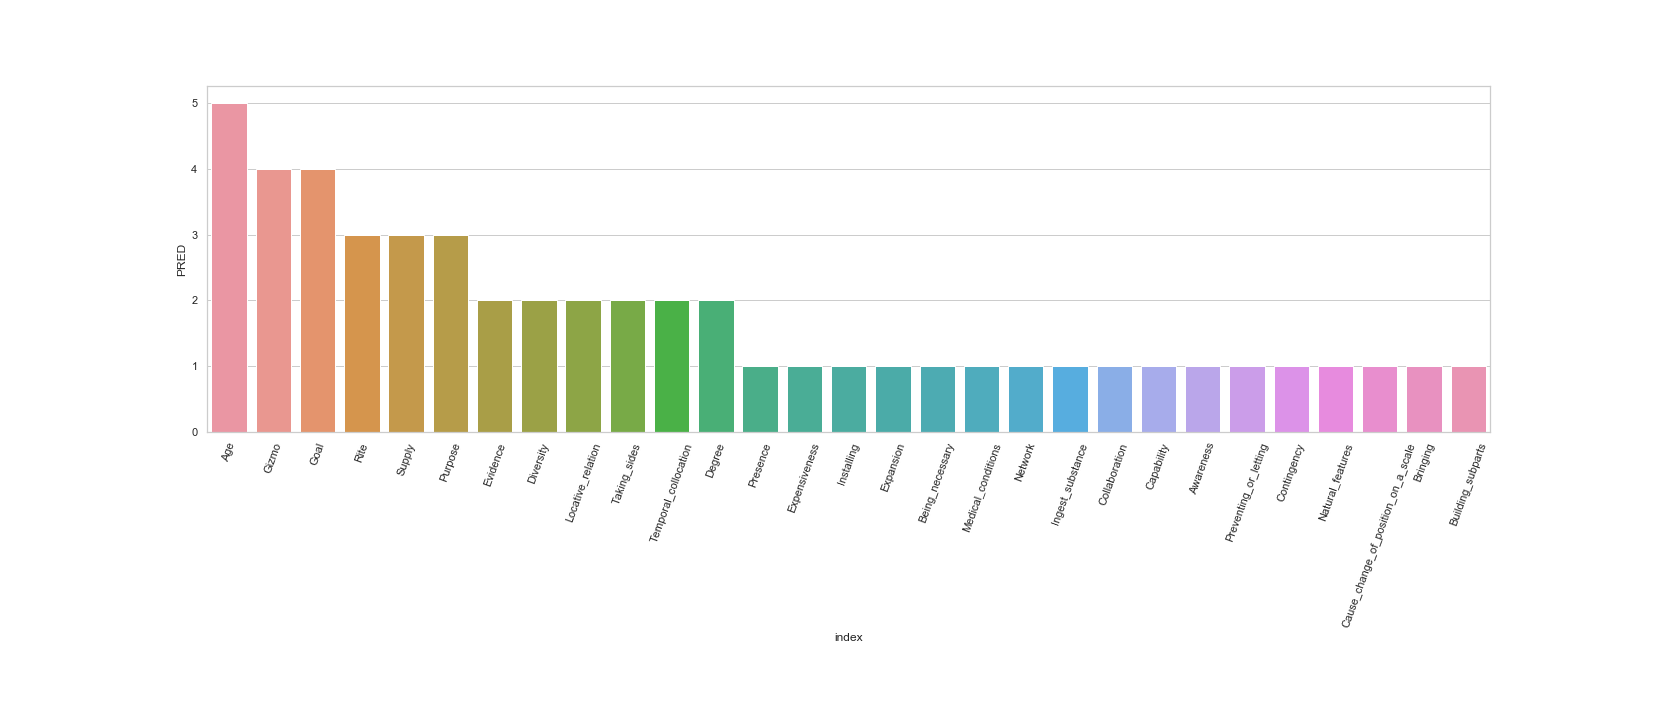 5
4
3
2
1
0
PRED
Age
Gizmo
Goal
Rite
Supply
Purpose
Evidence
Diversity
Locative_relation
Taking_sides
Temporal_collocation
Degree
Presence
Expensiveness
Installing
Expansion
Being_necessary
Medical_conditions
Network
Ingest_substance
Collaboration
Capability
Awareness
Preventing_or_letting
Contingency
Natural_features
Cause_change_of_position_on_a_scale
Bringing
Building_subparts
index